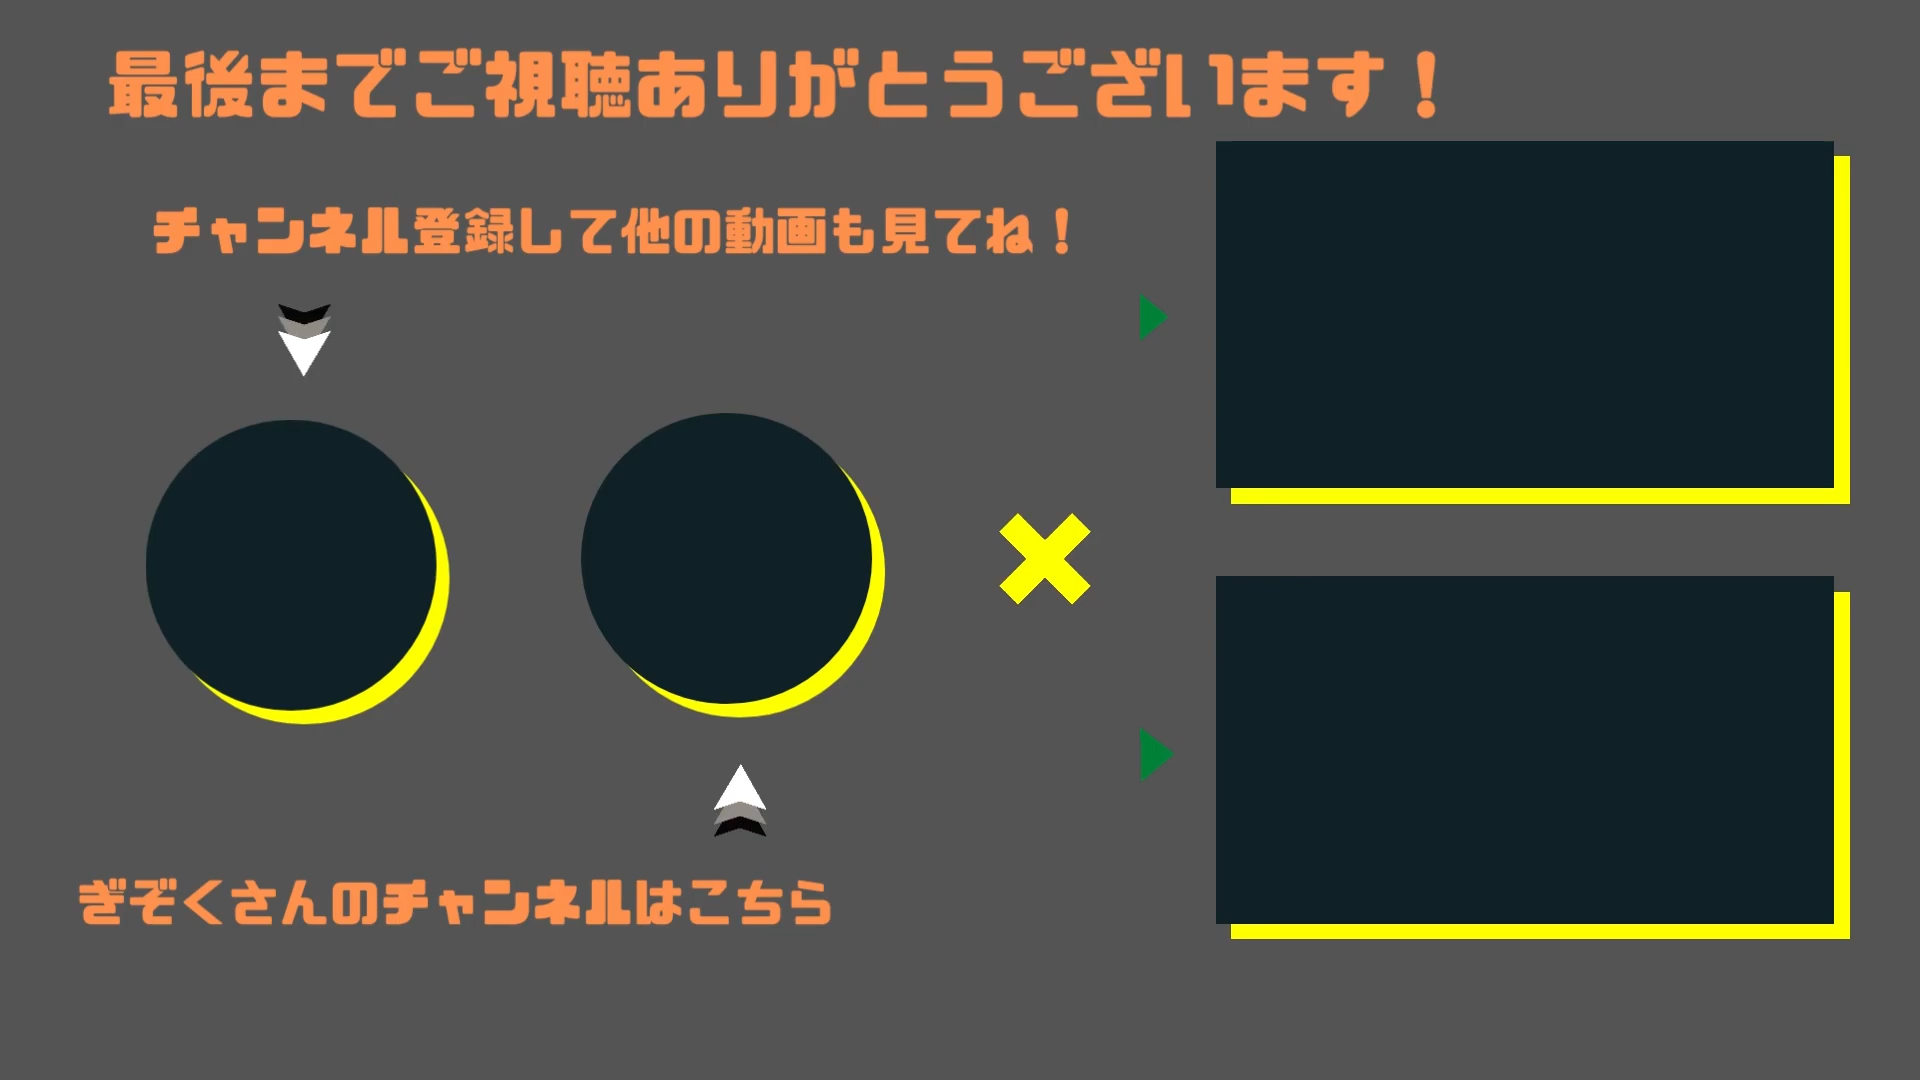 最後までご視聴ありがとうございます！
チャンネル登録して他の動画も見てね！
ぎぞくさんのチャンネルはこちら